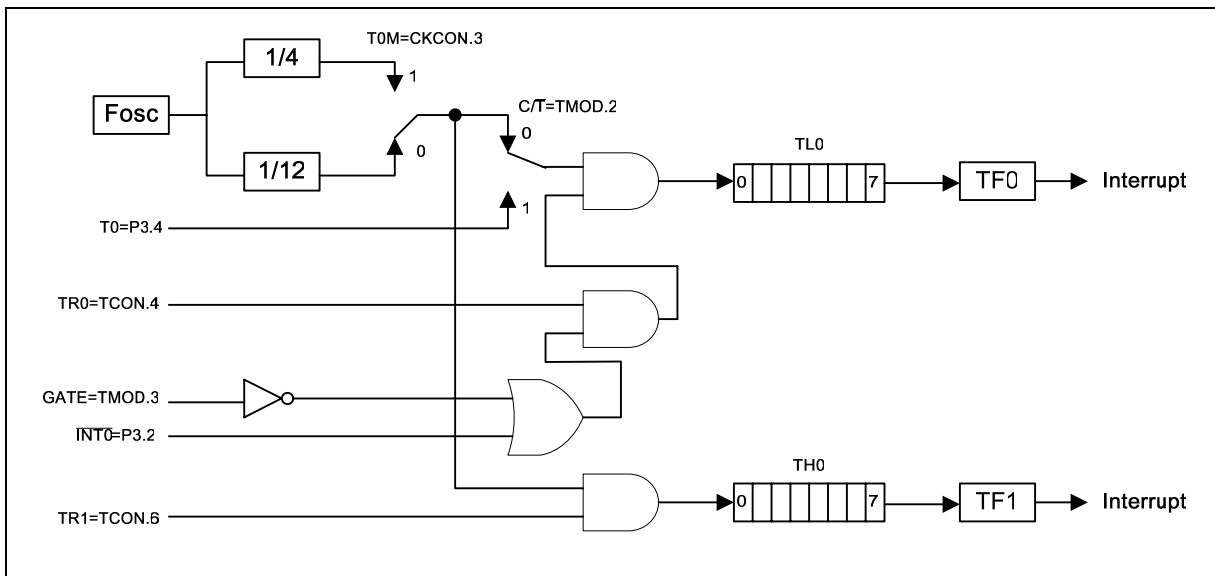 T0M=CKCON.3
1/4
1
Fosc
C/T̅=TMOD.2
0
0
1/12
TL0
0 7
TF0
Interrupt
1
T0=P3.4
TR0=TCON.4
GATE=TMOD.3
I̅N̅T̅0̅=P3.2
TH0
0 7
TF1
Interrupt
TR1=TCON.6